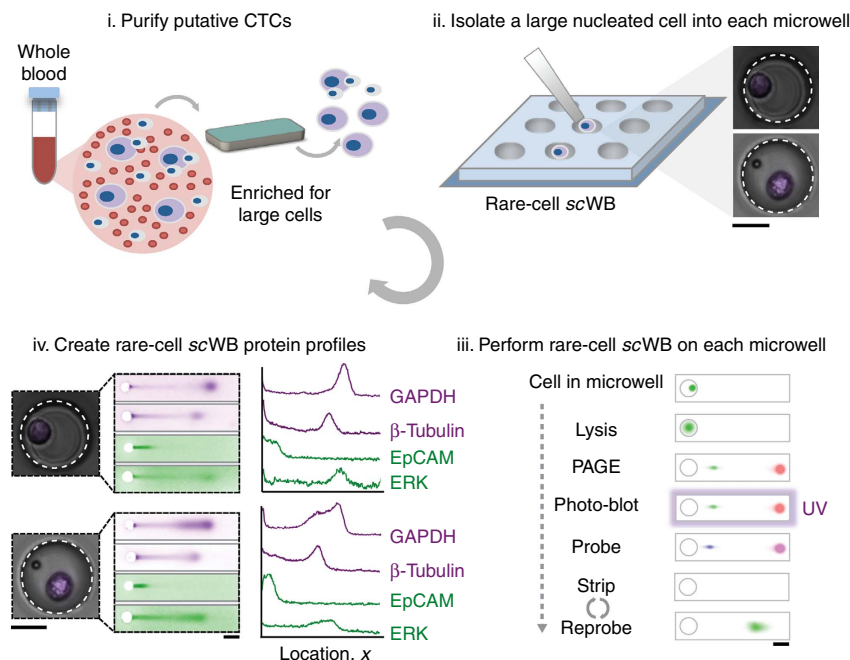 i. Purify putative CTCs
Whole
blood
Enriched for
large cells
ii. Isolate a large nucleated cell into each microwell
Rare-cell scWB
iv. Create rare-cell scWB protein profiles
GAPDH
β-Tubulin
EpCAM
ERK
GAPDH
β-Tubulin
EpCAM
ERK
Location, x
iii. Perform rare-cell scWB on each microwell
Cell in microwell
Lysis
PAGE
Photo-blot
UV
Probe
Strip
Reprobe